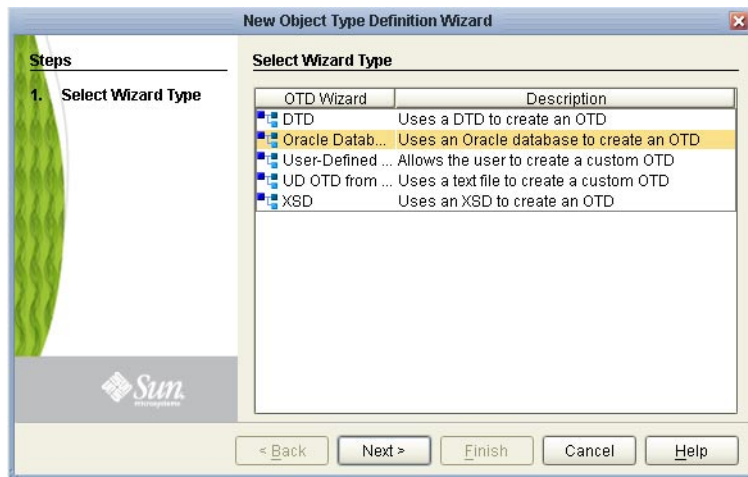 New Object Type Definition Wizard
Steps
1. Select Wizard Type
Select Wizard Type
OTD Wizard Description
DTD Uses a DTD to create an OTD
Oracle Datab... Uses an Oracle database to create an OTD
User-Defined ... Allows the user to create a custom OTD
UD OTD from ... Uses a text file to create a custom OTD
XSD Uses an XSD to create an OTD
Sun
microsystems
< Back Next > Finish Cancel Help